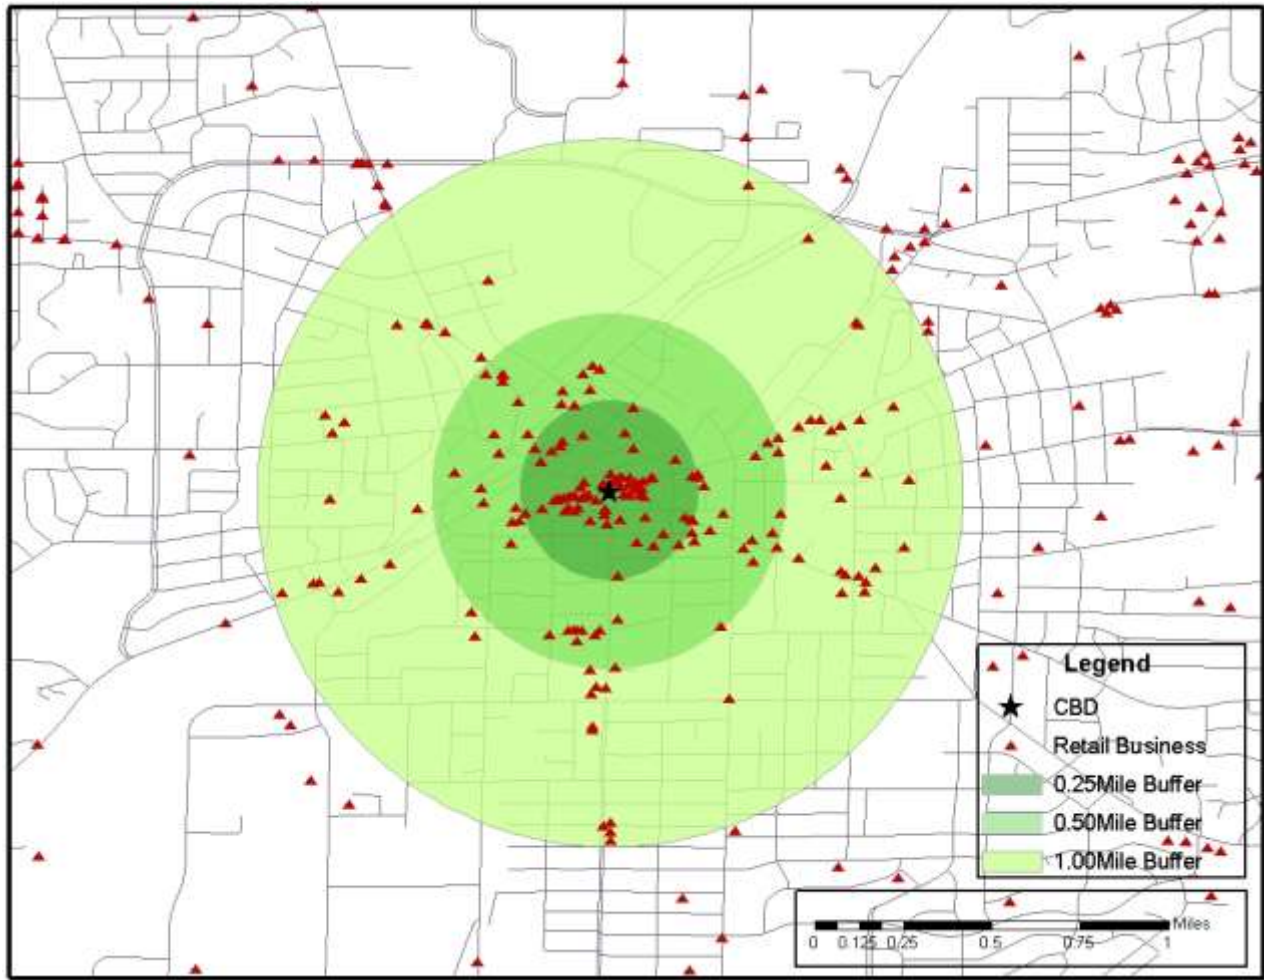 Legend
CBD
Retail Business
0.25Mile Buffer
0.50Mile Buffer
1.00Mile Buffer
Miles
0 0.125 0.25 0.5 0.75 1